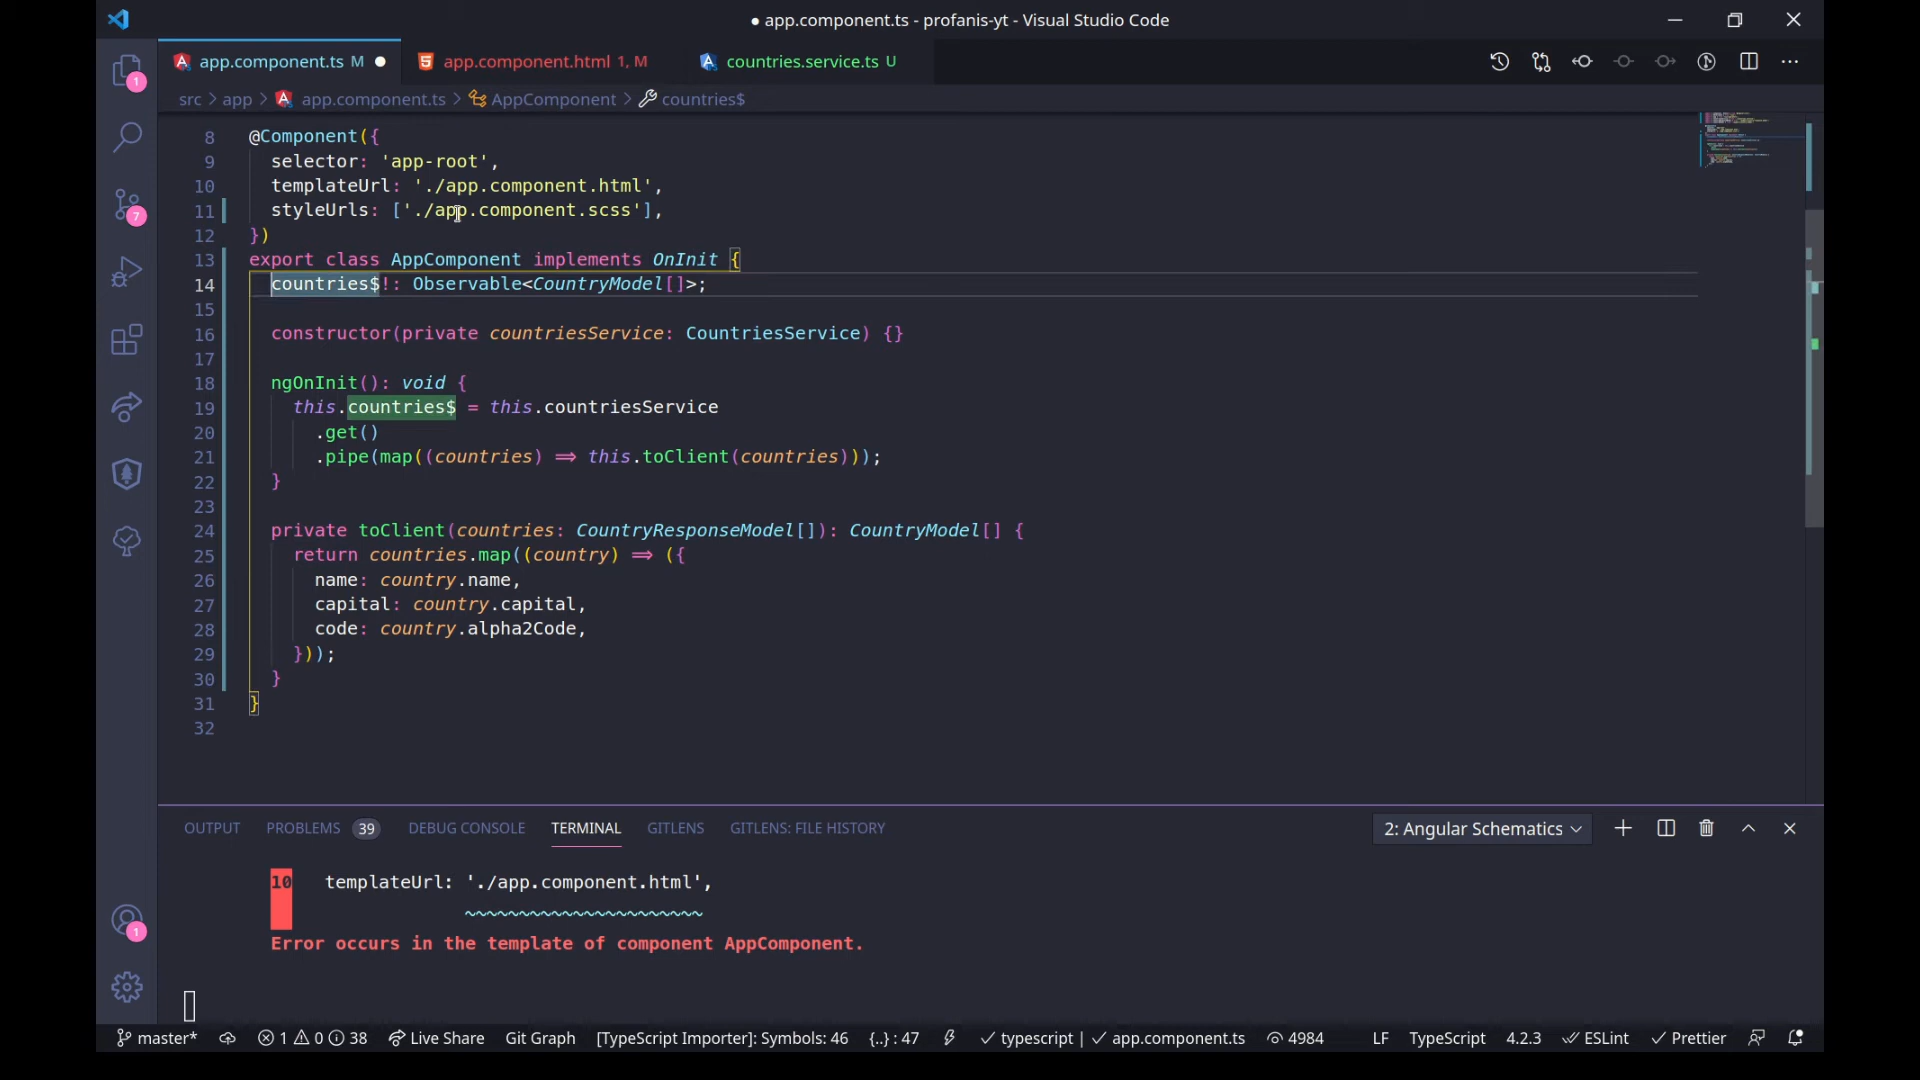 ● app.component.ts - profanis-yt - Visual Studio Code
app.component.ts M ●
app.component.html 1, M
countries.service.ts U
src > app > app.component.ts > AppComponent > countries$
8 @Component({
9 selector: 'app-root',
10 templateUrl: './app.component.html',
11 styleUrls: ['./app.component.scss'],
12 })
13 export class AppComponent implements OnInit {
14 countries$!: Observable<CountryModel[]>;
15
16 constructor(private countriesService: CountriesService) {}
17
18 ngOnInit(): void {
19 this.countries$ = this.countriesService
20 .get()
21 .pipe(map((countries) => this.toClient(countries)));
22 }
23
24 private toClient(countries: CountryResponseModel[]): CountryModel[] {
25 return countries.map((country) => ({
26 name: country.name,
27 capital: country.capital,
28 code: country.alpha2Code,
29 }));
30 }
31 }
32
1
7
1
OUTPUT PROBLEMS 39 DEBUG CONSOLE TERMINAL GITLENS GITLENS: FILE HISTORY
2: Angular Schematics
10 templateUrl: './app.component.html',
~~~~~~~~~~~~~~~~~~~~~~
Error occurs in the template of component AppComponent.
master* 1 0 38 Live Share Git Graph [TypeScript Importer]: Symbols: 46 {..} : 47 typescript | app.component.ts 4984 LF TypeScript 4.2.3 ESLint Prettier